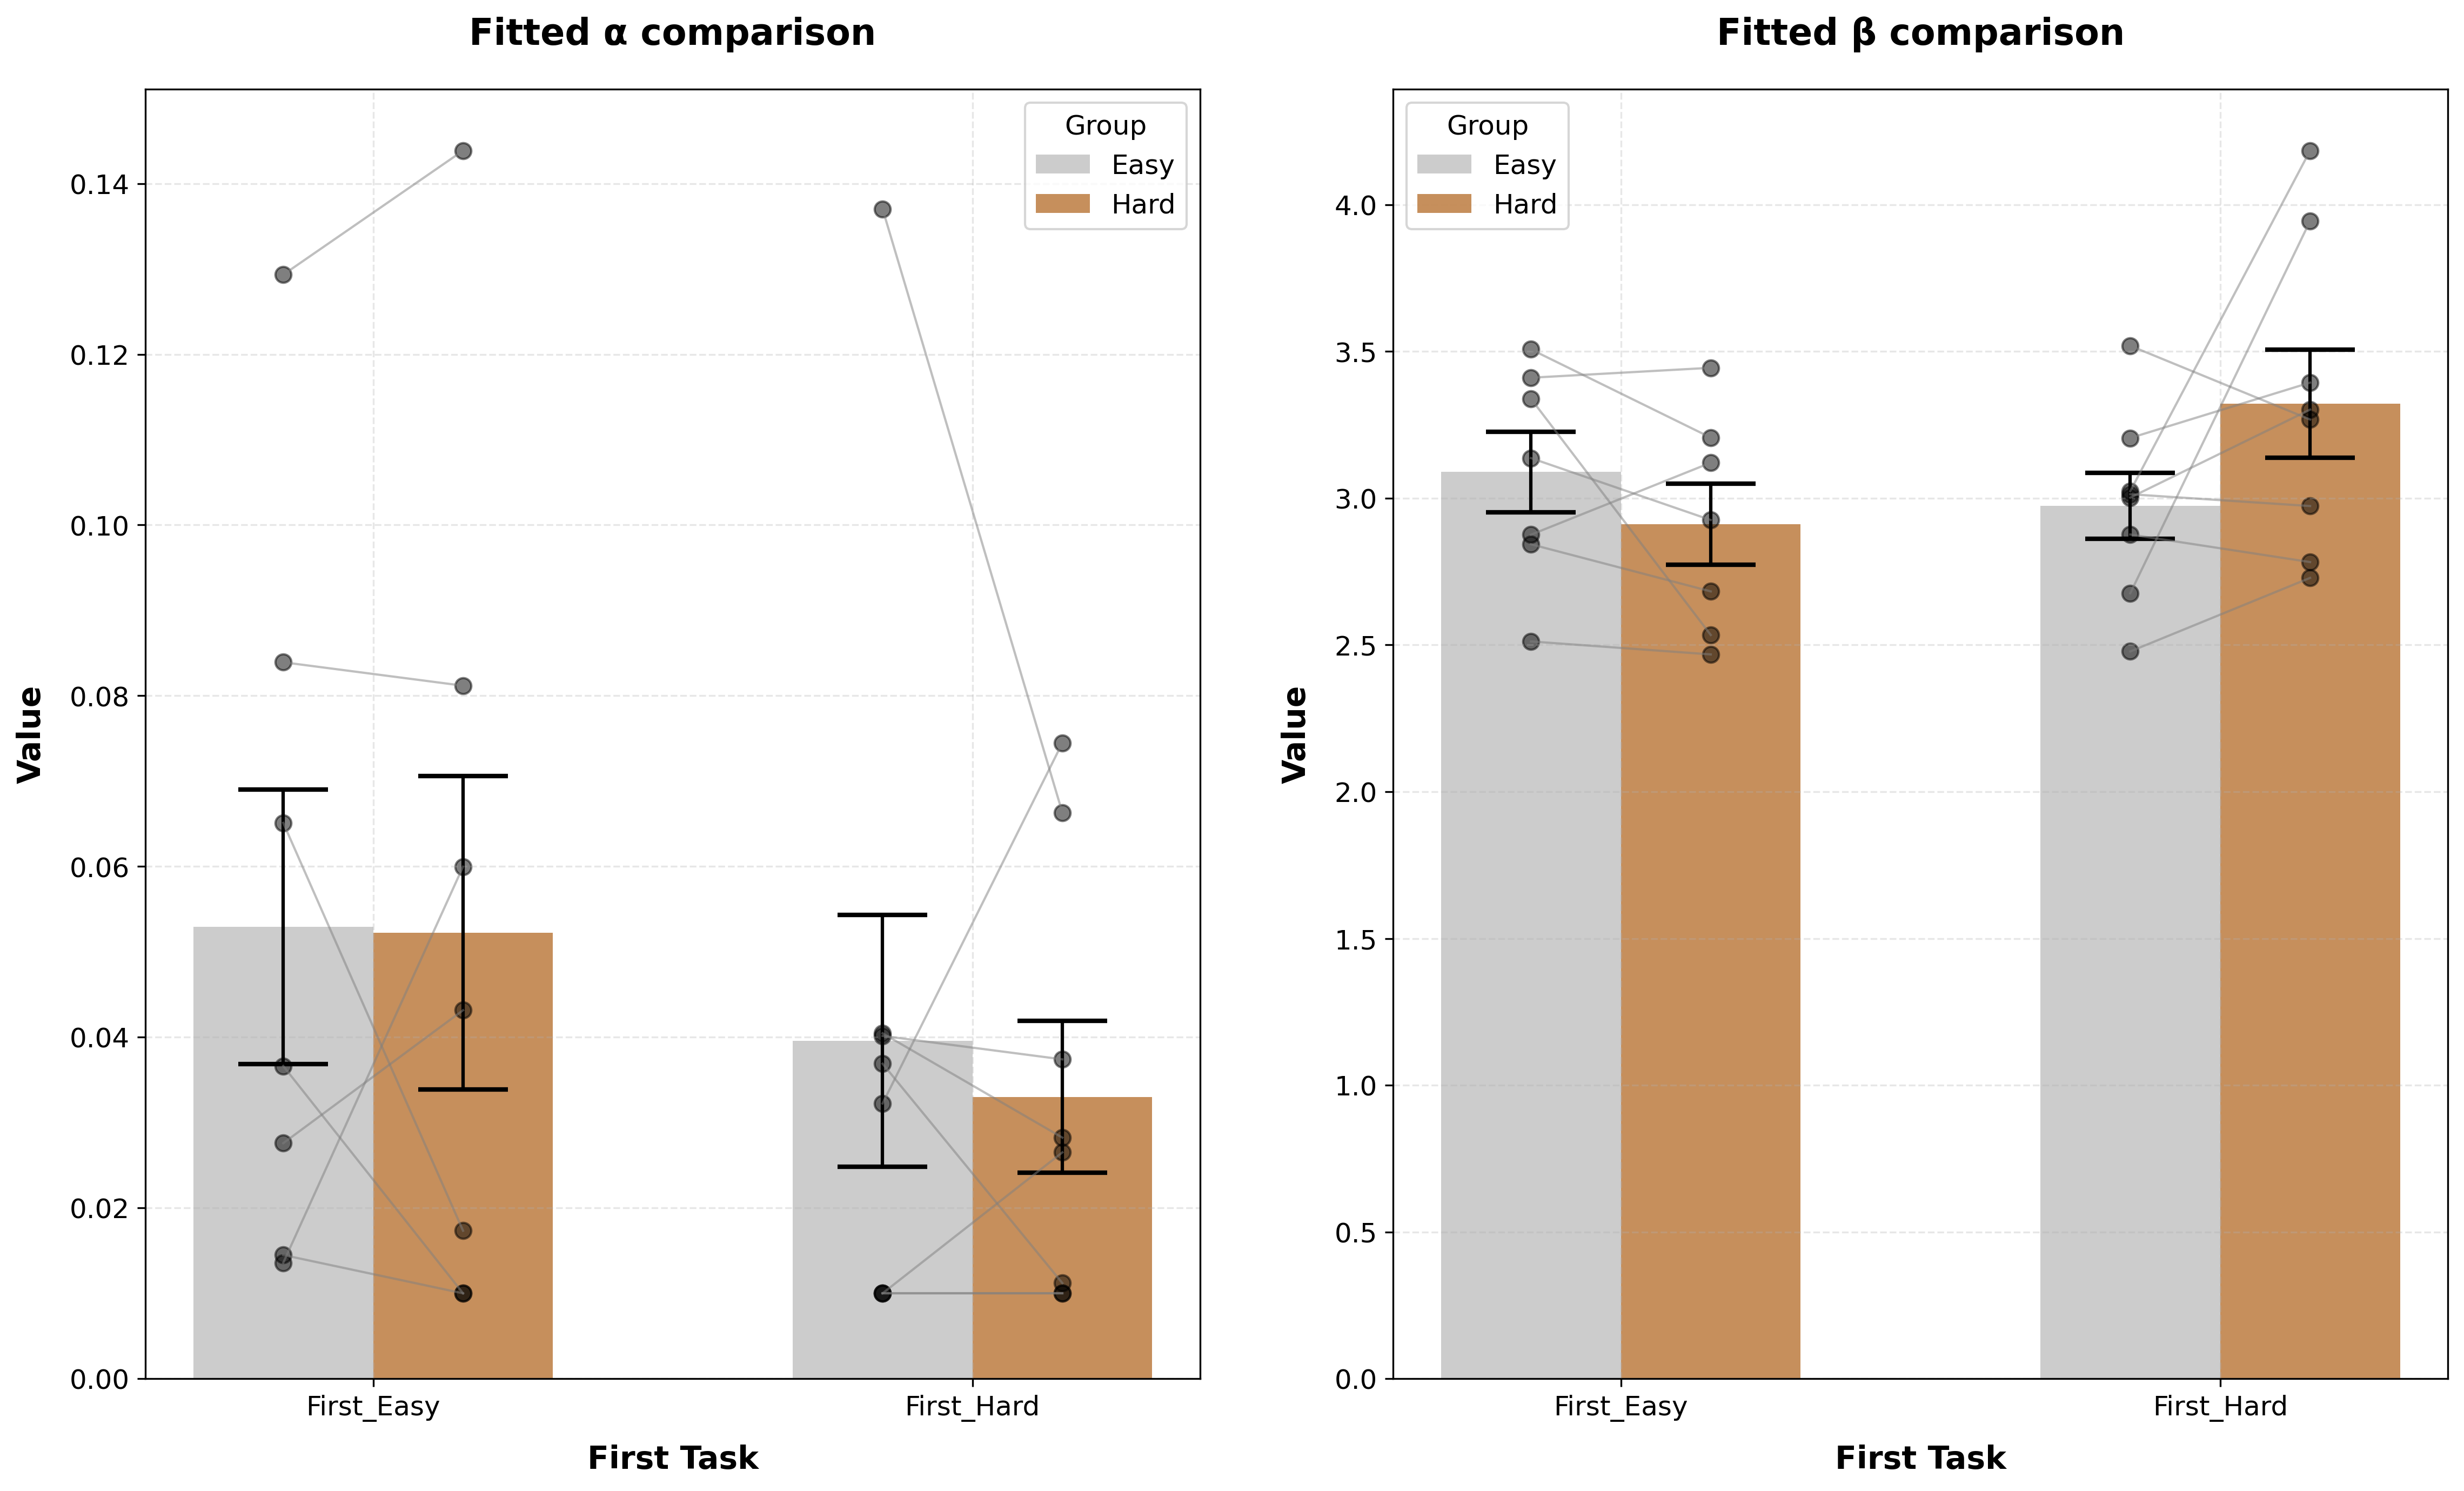 Fitted α comparison
Value
0.14
0.12
0.10
0.08
0.06
0.04
0.02
0.00
Group
Easy
Hard
First_Easy
First_Hard
First Task
Fitted β comparison
Value
4.0
3.5
3.0
2.5
2.0
1.5
1.0
0.5
0.0
Group
Easy
Hard
First_Easy
First_Hard
First Task